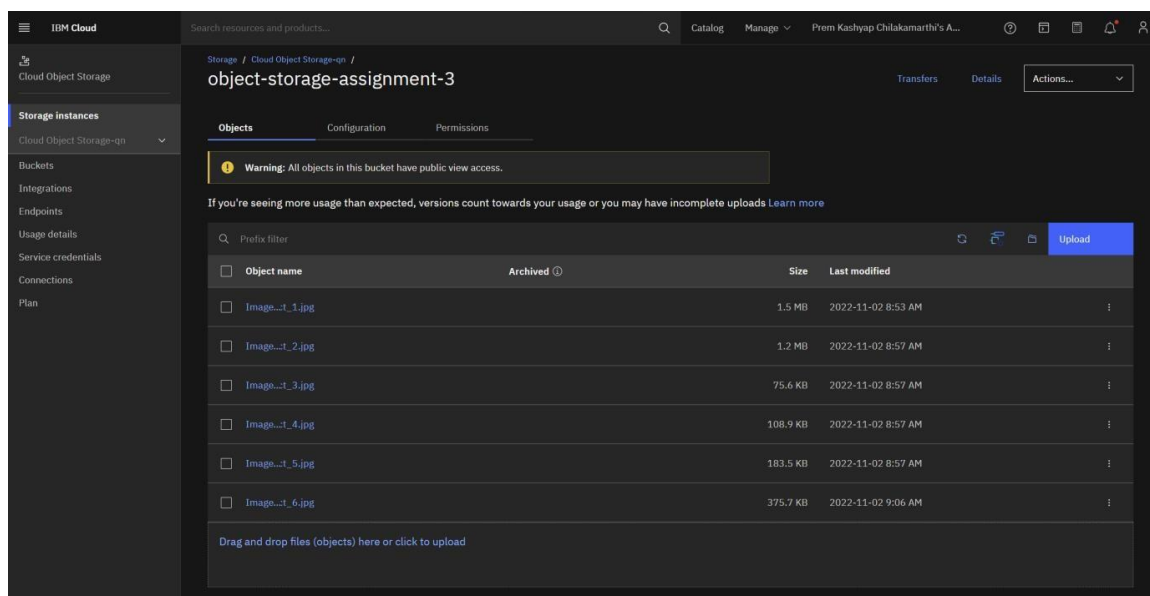 IBM Cloud
Search resources and products...
Catalog
Manage
Prem Kashyap Chilakamarthi's A...
Cloud Object Storage
Storage instances
Cloud Object Storage-qn
Buckets
Integrations
Endpoints
Usage details
Service credentials
Connections
Plan
Storage / Cloud Object Storage-qn /
object-storage-assignment-3
Transfers
Details
Actions...
Objects
Configuration
Permissions
Warning: All objects in this bucket have public view access.
If you're seeing more usage than expected, versions count towards your usage or you may have incomplete uploads Learn more
Prefix filter
Upload
Object name Archived Size Last modified
Image...:t_1.jpg 1.5 MB 2022-11-02 8:53 AM
Image...:t_2.jpg 1.2 MB 2022-11-02 8:57 AM
Image...:t_3.jpg 75.6 KB 2022-11-02 8:57 AM
Image...:t_4.jpg 108.9 KB 2022-11-02 8:57 AM
Image...:t_5.jpg 183.5 KB 2022-11-02 8:57 AM
Image...:t_6.jpg 375.7 KB 2022-11-02 9:06 AM
Drag and drop files (objects) here or click to upload